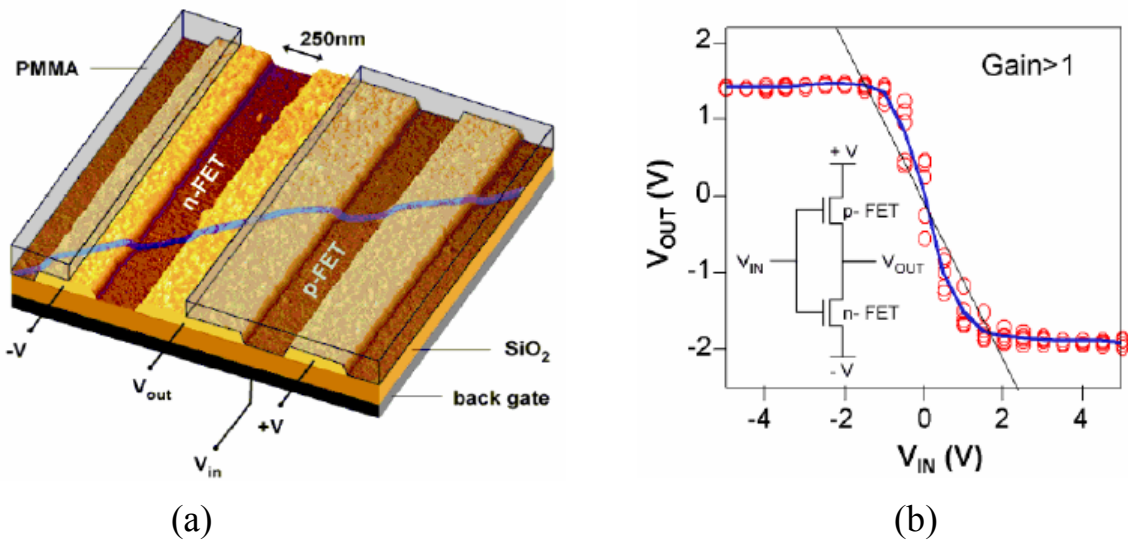 250nm
PMMA
n-FET
p-FET
-V
Vout
Vin
+V
SiO2
back gate
(a)
Gain>1
2
1
0
-1
-2
VOUT (V)
+ V
p- FET
VIN
VOUT
n- FET
- V
-4
-2
0
2
4
VIN (V)
(b)